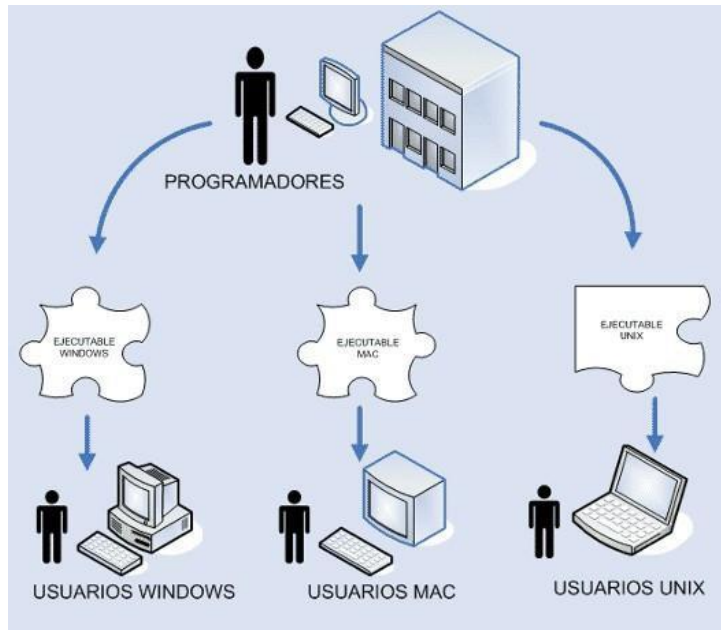 PROGRAMADORES
EJECUTABLE
WINDOWS
EJECUTABLE
MAC
EJECUTABLE
UNIX
USUARIOS WINDOWS
USUARIOS MAC
USUARIOS UNIX